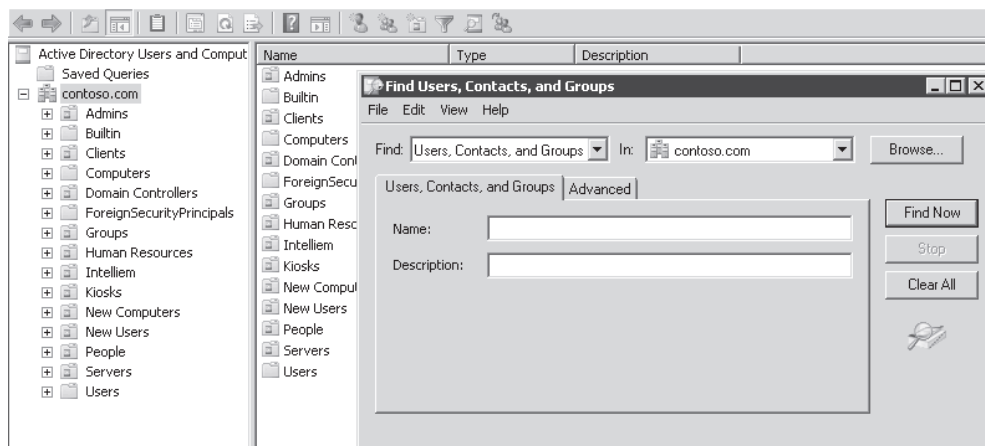 Active Directory Users and Comput
Saved Queries
contoso.com
Admins
Builtin
Clients
Computers
Domain Controllers
ForeignSecurityPrincipals
Groups
Human Resources
Intelliem
Kiosks
New Computers
New Users
People
Servers
Users
Name Type Description
Admins
Builtin
Clients
Computers
Domain Cont
ForeignSecu
Groups
Human Resc
Intelliem
Kiosks
New Comput
New Users
People
Servers
Users
Find Users, Contacts, and Groups
File Edit View Help
Find: Users, Contacts, and Groups In: contoso.com Browse...
Users, Contacts, and Groups Advanced
Name:
Description:
Find Now
Stop
Clear All